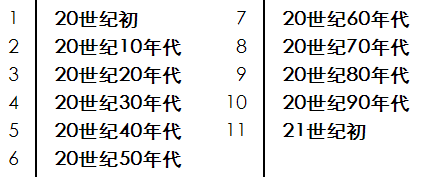 1 20世纪初
2 20世纪10年代
3 20世纪20年代
4 20世纪30年代
5 20世纪40年代
6 20世纪50年代
7 20世纪60年代
8 20世纪70年代
9 20世纪80年代
10 20世纪90年代
11 21世纪初